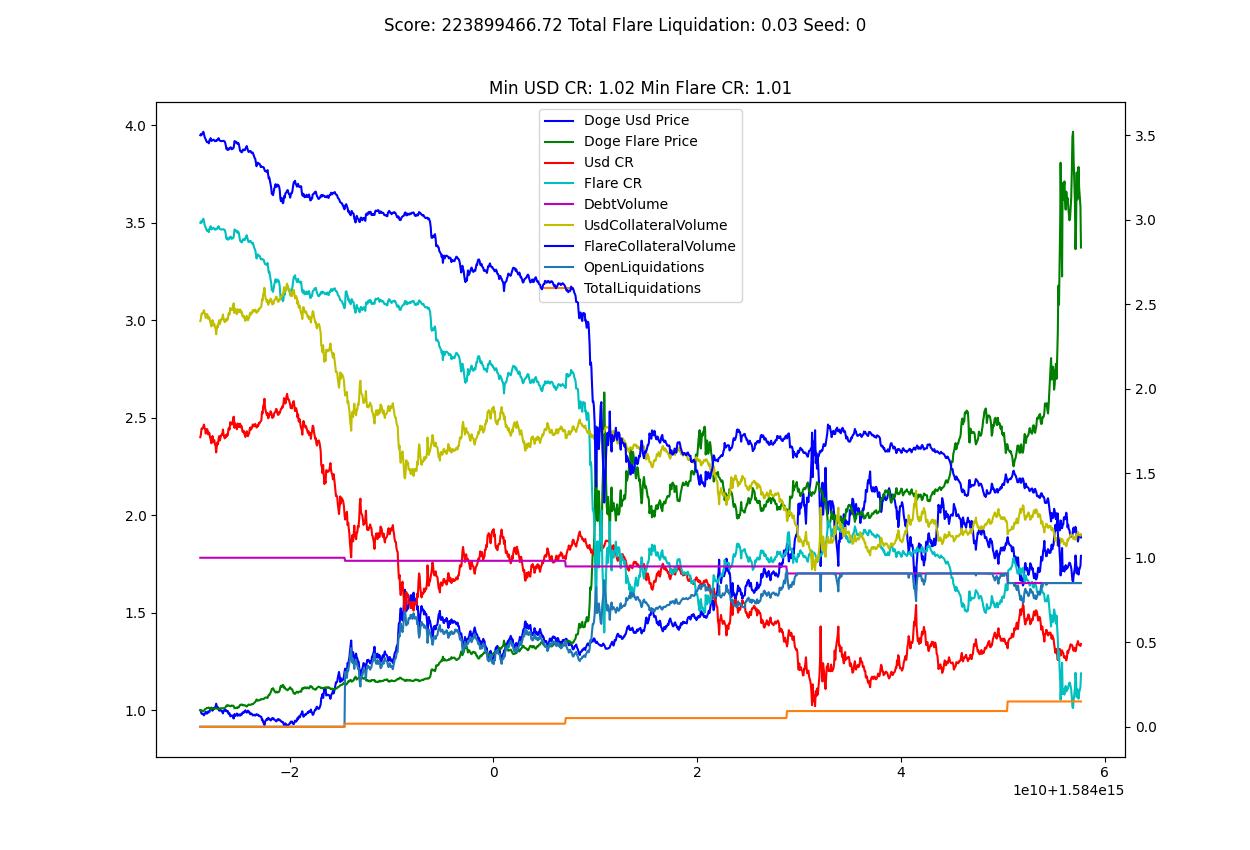 Score: 223899466.72 Total Flare Liquidation: 0.03 Seed: 0
Min USD CR: 1.02 Min Flare CR: 1.01
Doge Usd Price
Doge Flare Price
Usd CR
Flare CR
DebtVolume
UsdCollateralVolume
FlareCollateralVolume
OpenLiquidations
TotalLiquidations
4.0
3.5
3.0
2.5
2.0
1.5
1.0
3.5
3.0
2.5
2.0
1.5
1.0
0.5
0.0
−2
0
2
4
6
1e10+1.584e15